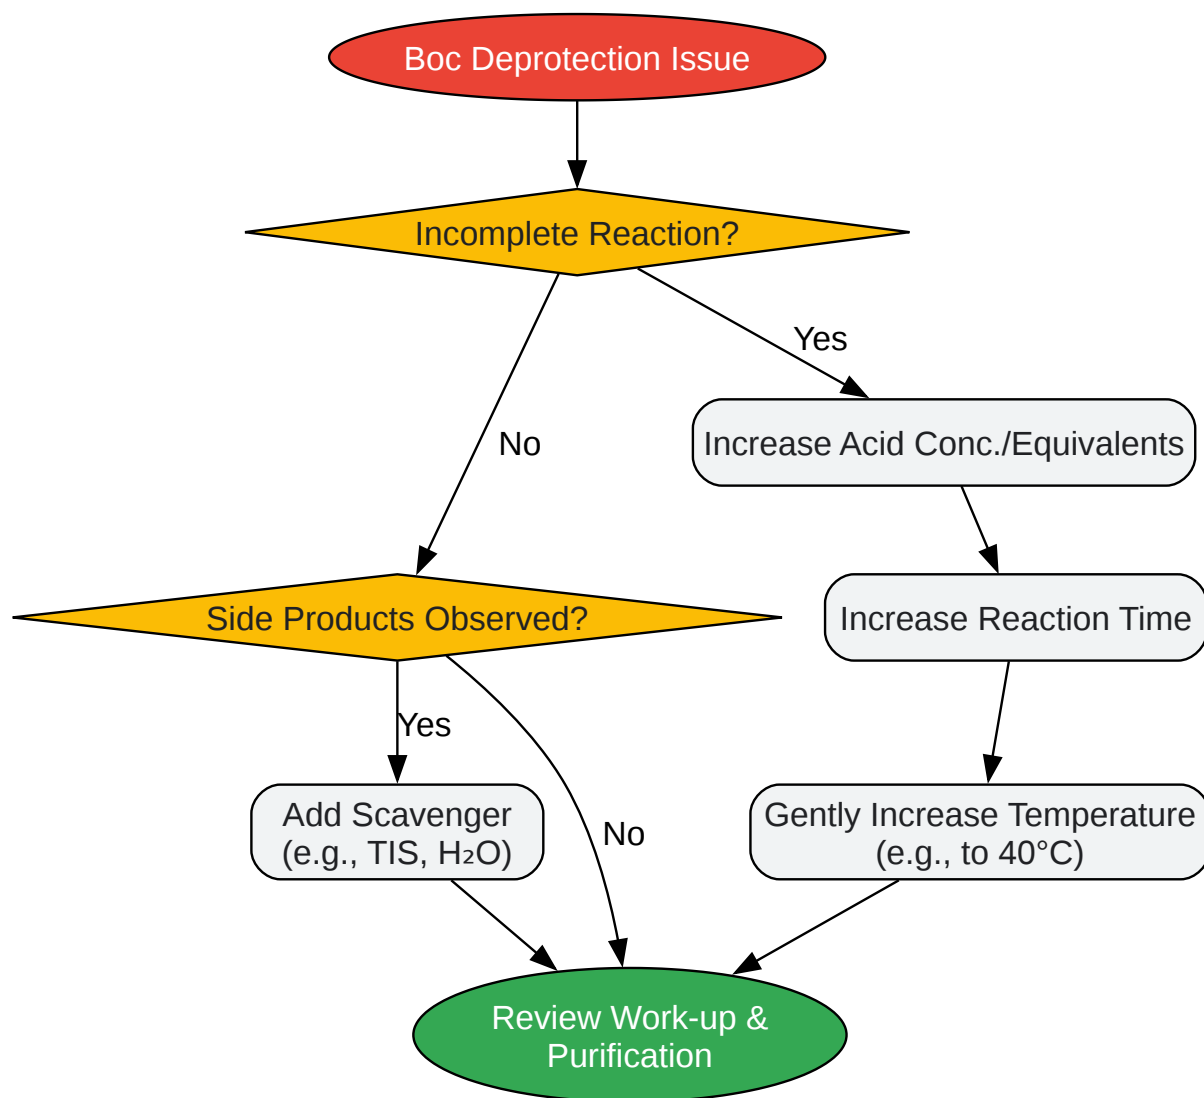 Boc Deprotection Issue
Incomplete Reaction?
Yes
No
Increase Acid Conc./Equivalents
Side Products Observed?
Increase Reaction Time
Yes
Add Scavenger
(e.g., TIS, H₂O)
No
Gently Increase Temperature
(e.g., to 40°C)
Review Work-up &
Purification